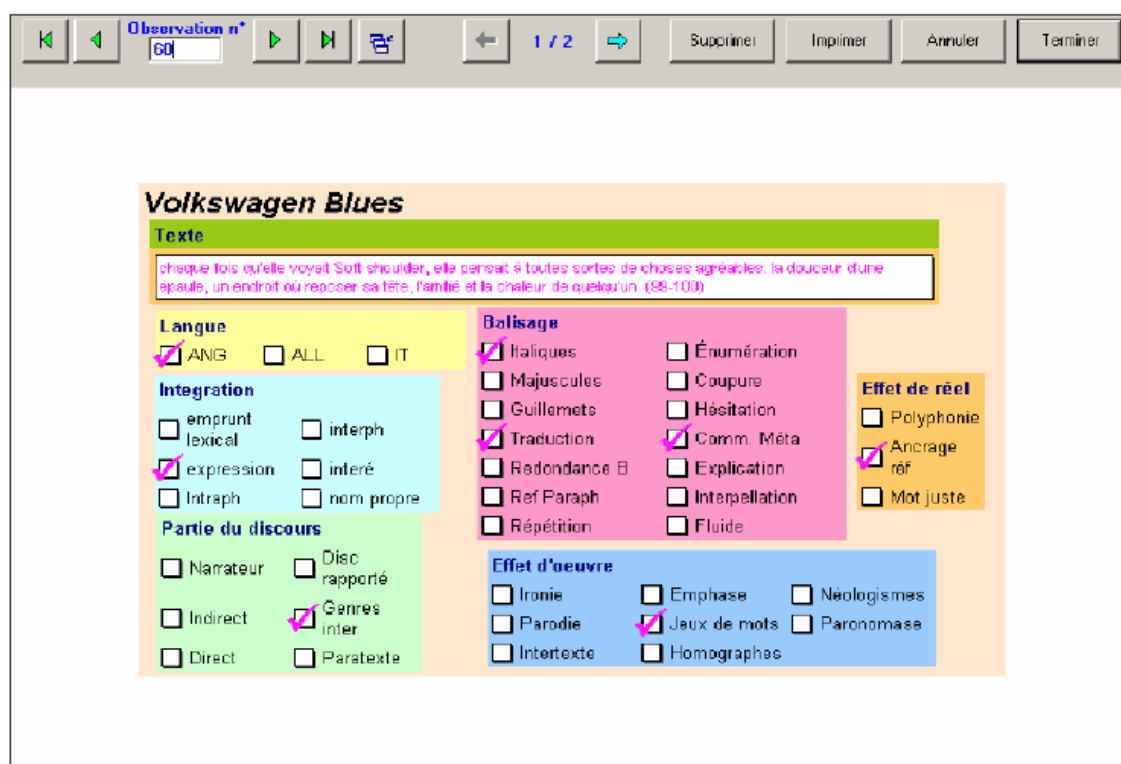 Observation n°
60
1 / 2
Supprimer
Imprimer
Annuler
Terminer
Volkswagen Blues
Texte
chaque fois qu'elle voyait Soft shoulder, elle pensait à toutes sortes de choses agréables: la douceur d'une
épaule, un endroit où reposer sa tête, l'amitié et la chaleur de quelqu'un. (99-100)
Langue
ANG ALL IT
Integration
emprunt
lexical
interph
expression interé
Intraph nom propre
Partie du discours
Narrateur
Disc
rapporté
Indirect
Genres
inter
Direct Paratexte
Balisage
Italiques Énumération
Majuscules Coupure
Guillemets Hésitation
Traduction Comm. Méta
Redondance B Explication
Ref Paraph Interpellation
Répétition Fluide
Effet de réel
Polyphonie
Ancrage
réf
Mot juste
Effet d'oeuvre
Ironie Emphase Néologismes
Parodie Jeux de mots Paronomase
Intertexte Homographes